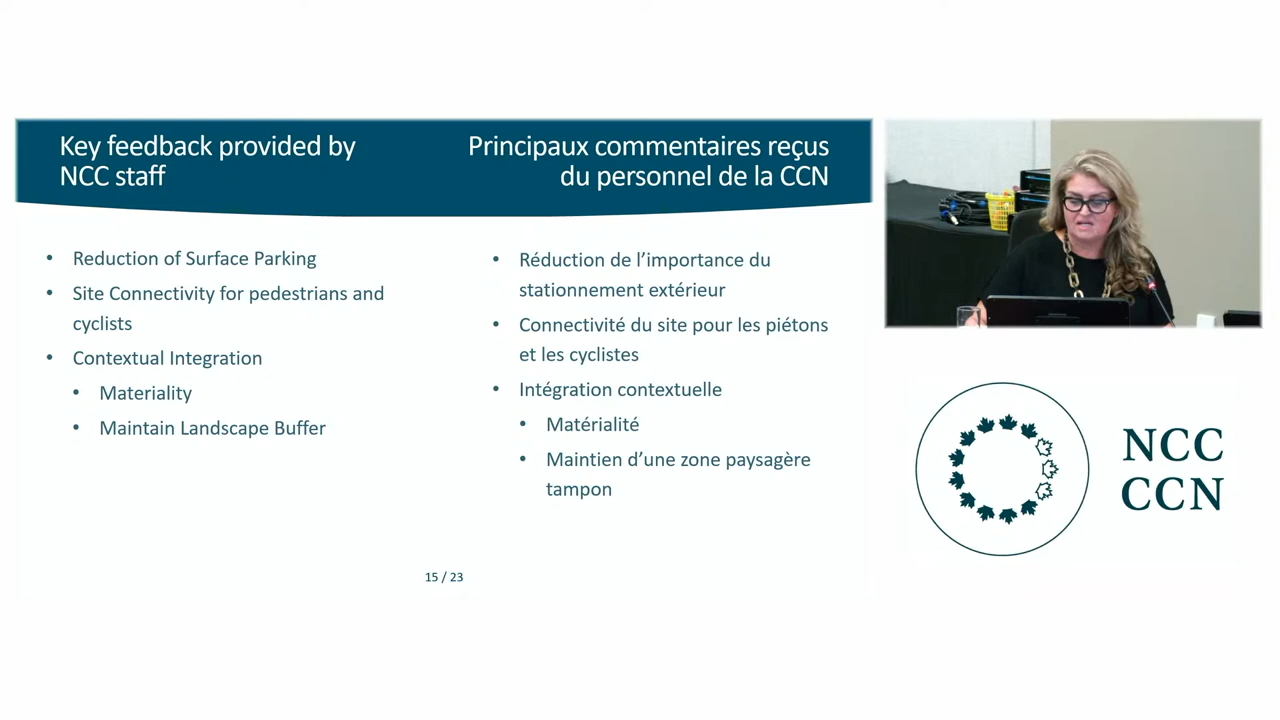 Key feedback provided by
NCC staff
Principaux commentaires reçus
du personnel de la CCN
• Reduction of Surface Parking
• Site Connectivity for pedestrians and
cyclists
• Contextual Integration
• Materiality
• Maintain Landscape Buffer
• Réduction de l’importance du
stationnement extérieur
• Connectivité du site pour les piétons
et les cyclistes
• Intégration contextuelle
• Matérialité
• Maintien d’une zone paysagère
tampon
15 / 23
NCC
CCN